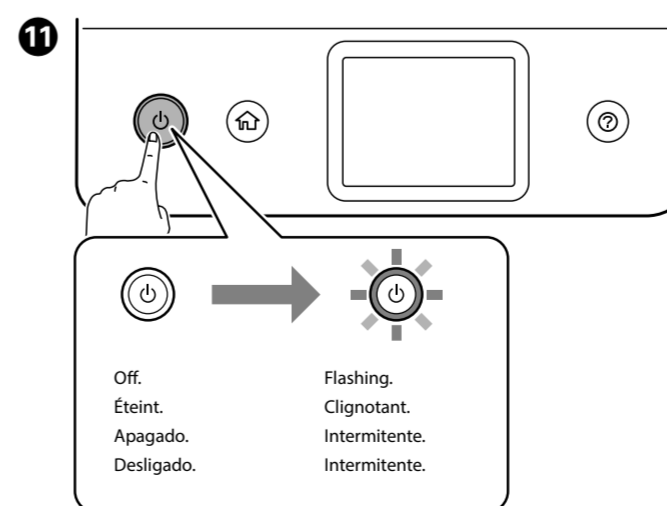 11
?
Off.
Flashing.
Éteint.
Clignotant.
Apagado.
Intermitente.
Desligado.
Intermitente.